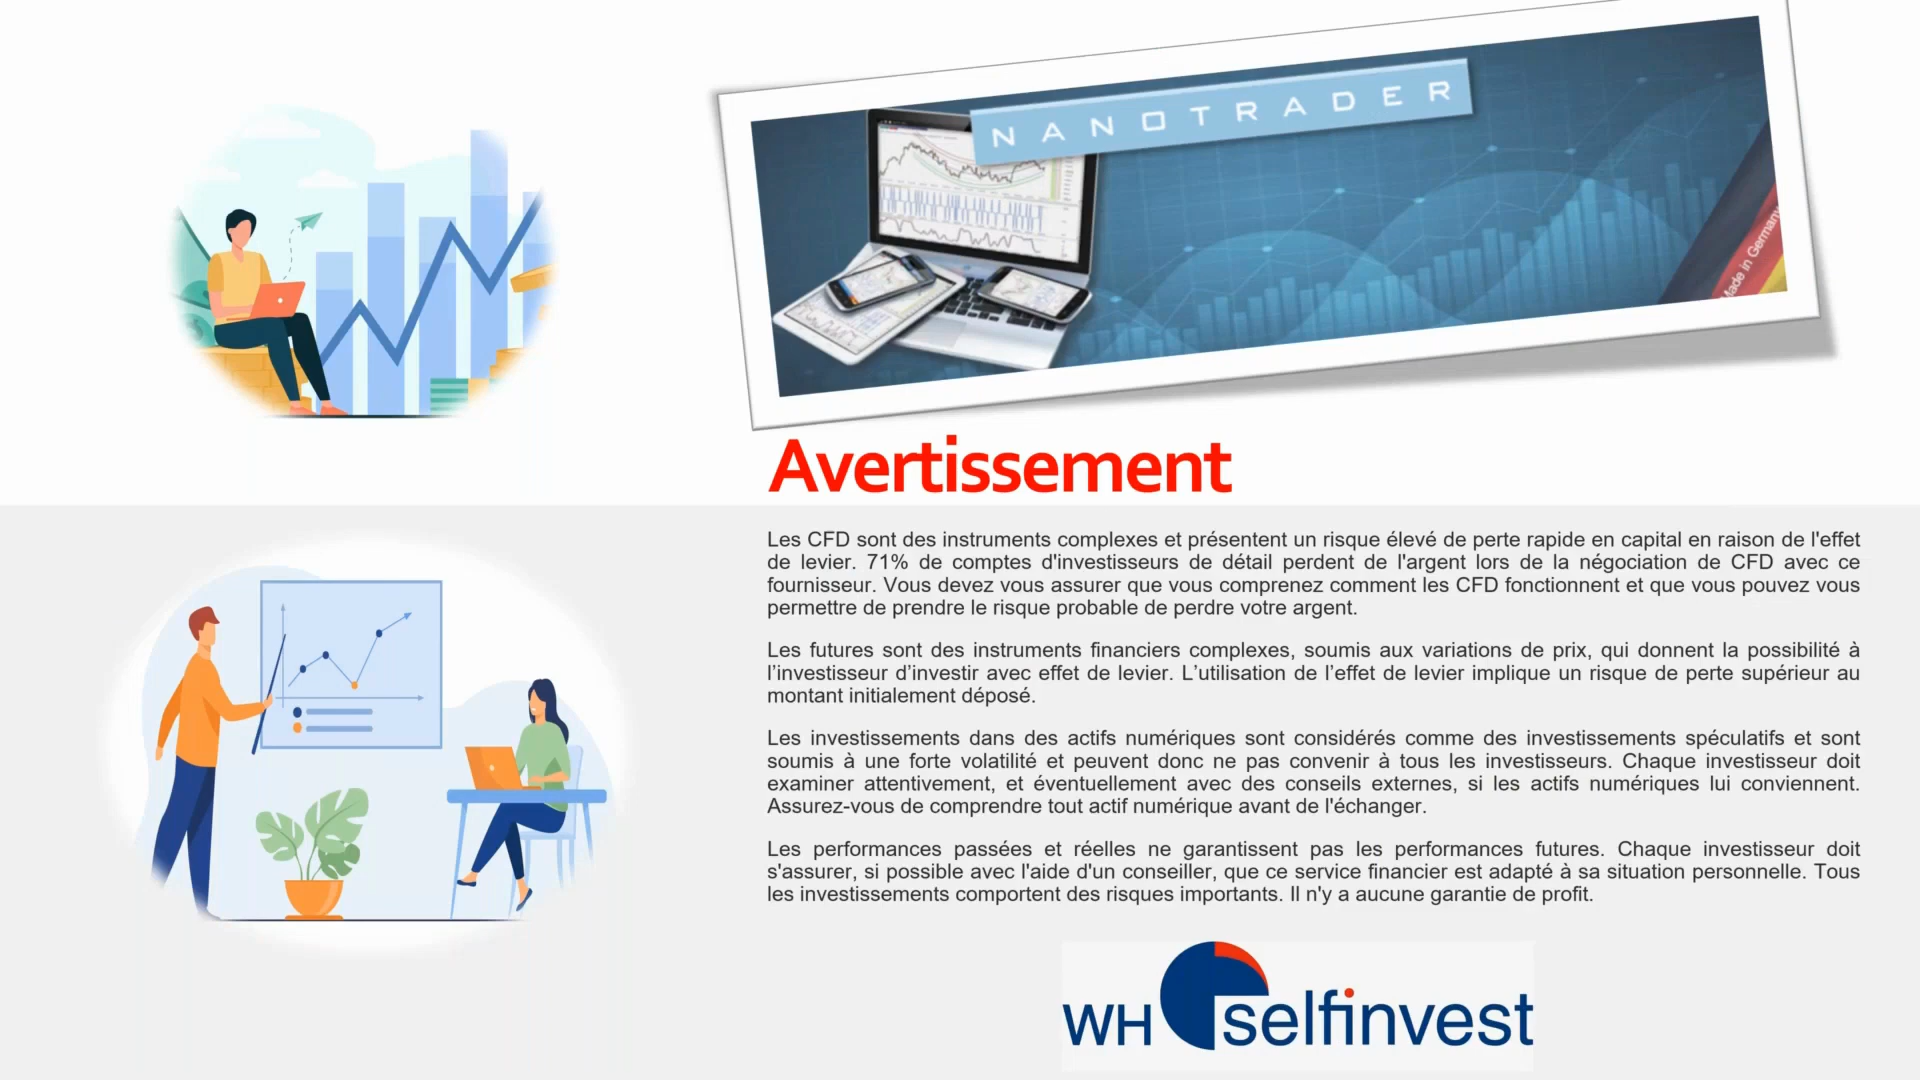 NANOTRADER
Made in Germany
Avertissement
Les CFD sont des instruments complexes et présentent un risque élevé de perte rapide en capital en raison de l'effet
de levier. 71% de comptes d'investisseurs de détail perdent de l'argent lors de la négociation de CFD avec ce
fournisseur. Vous devez vous assurer que vous comprenez comment les CFD fonctionnent et que vous pouvez vous
permettre de prendre le risque probable de perdre votre argent.
Les futures sont des instruments financiers complexes, soumis aux variations de prix, qui donnent la possibilité à
l’investisseur d’investir avec effet de levier. L’utilisation de l’effet de levier implique un risque de perte supérieur au
montant initialement déposé.
Les investissements dans des actifs numériques sont considérés comme des investissements spéculatifs et sont
soumis à une forte volatilité et peuvent donc ne pas convenir à tous les investisseurs. Chaque investisseur doit
examiner attentivement, et éventuellement avec des conseils externes, si les actifs numériques lui conviennent.
Assurez-vous de comprendre tout actif numérique avant de l'échanger.
Les performances passées et réelles ne garantissent pas les performances futures. Chaque investisseur doit
s'assurer, si possible avec l'aide d'un conseiller, que ce service financier est adapté à sa situation personnelle. Tous
les investissements comportent des risques importants. Il n'y a aucune garantie de profit.
WH selfinvest